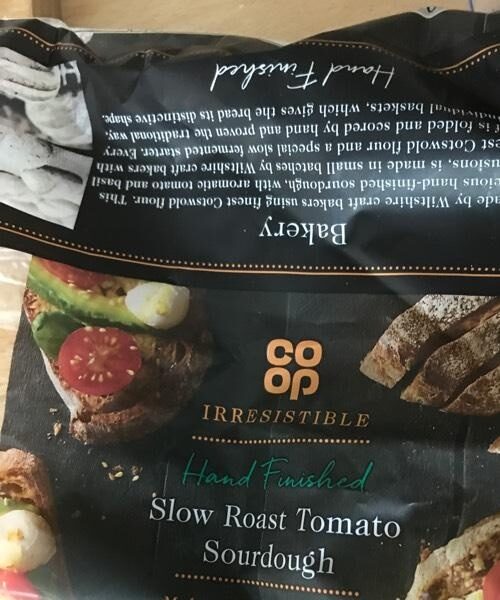 Hand Finished
Bakery
ade by Wiltshire craft bakers using finest Cotswold flour. This
cious hand-finished sourdough, with aromatic tomato and basil
usions, is made in small batches by Wiltshire craft bakers with
est Cotswold flour and a special slow fermented starter. Every
is folded and scored by hand and proven the traditional way,
individual baskets, which gives the bread its distinctive shape.
CO
OP
IRRESISTIBLE
Hand Finished
Slow Roast Tomato
Sourdough